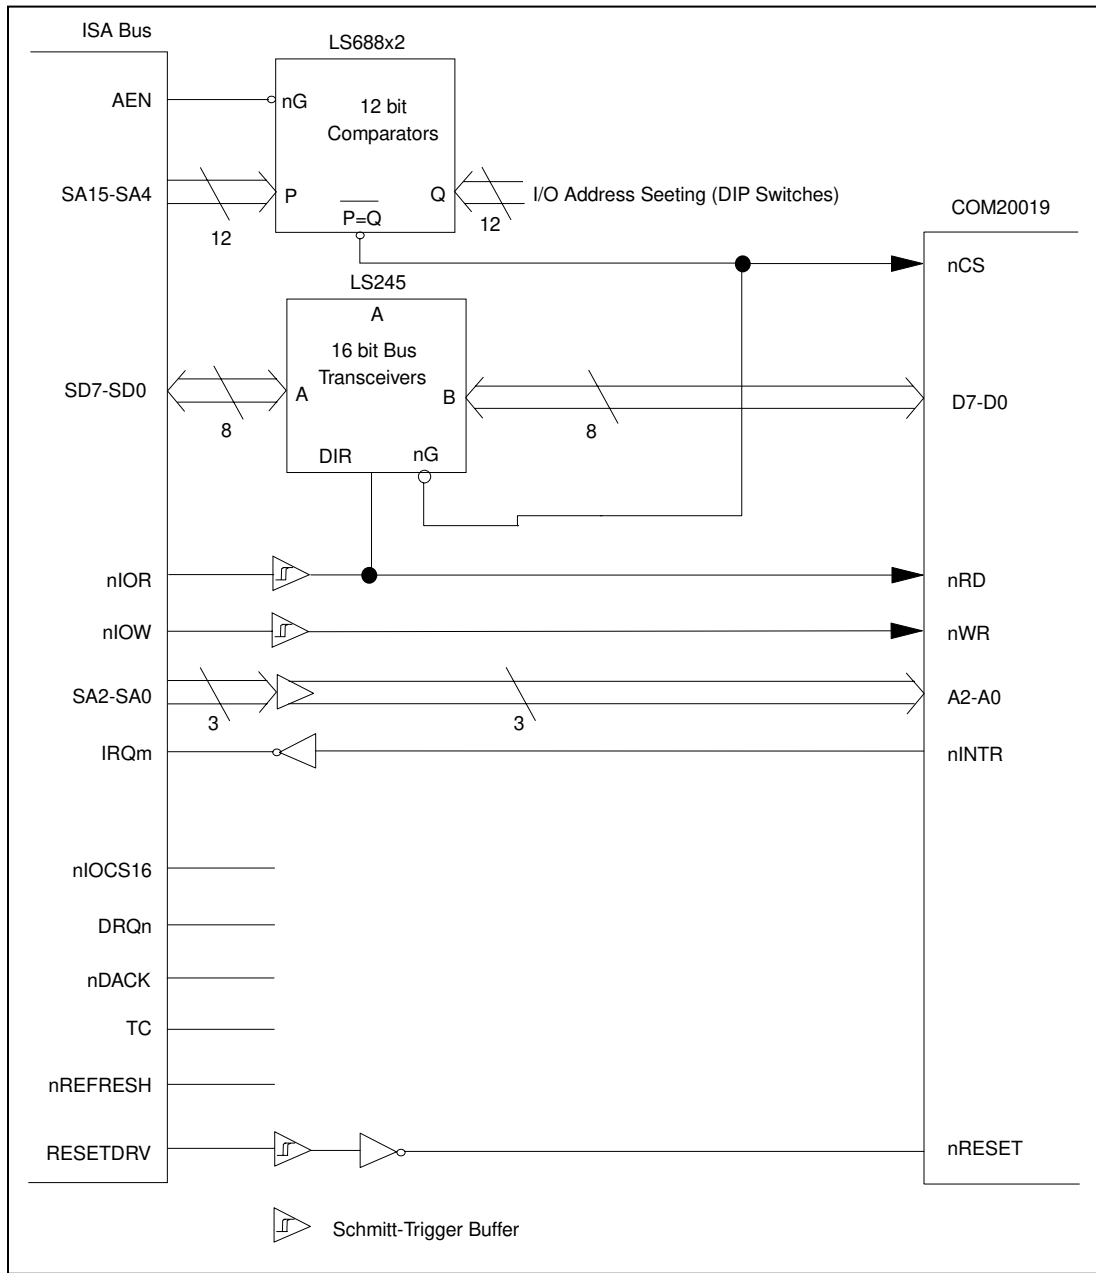 ISA Bus
LS688x2
AEN
nG
12 bit
Comparators
SA15-SA4
P
Q
P=Q
12
12
I/O Address Seeting (DIP Switches)
COM20019
nCS
LS245
A
16 bit Bus
Transceivers
SD7-SD0
A
B
8
8
D7-D0
DIR
nG
nIOR
nRD
nIOW
nWR
SA2-SA0
3
3
A2-A0
IRQm
nINTR
nIOCS16
DRQn
nDACK
TC
nREFRESH
RESETDRV
nRESET
Schmitt-Trigger Buffer